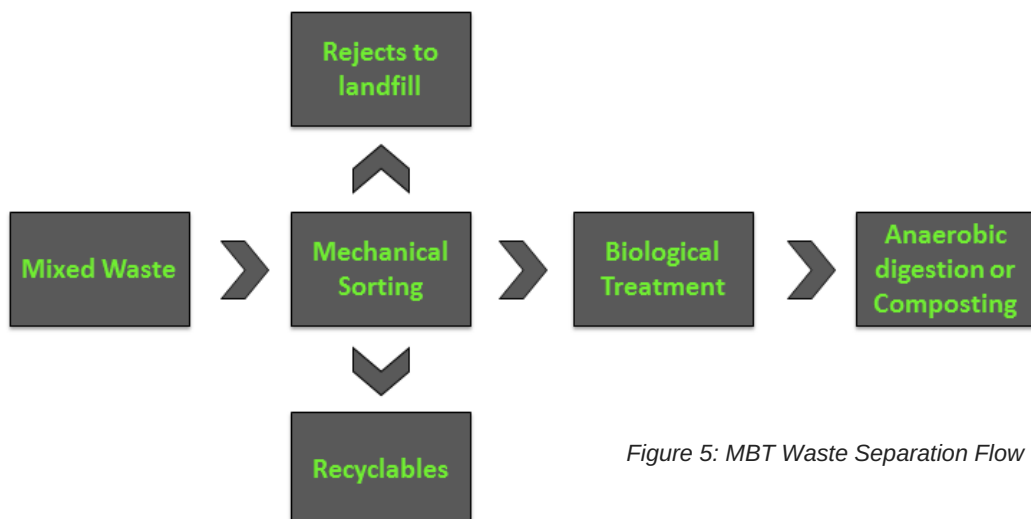 Rejects to
landfill
Mixed Waste
Mechanical
Sorting
Biological
Treatment
Anaerobic
digestion or
Composting
Recyclables
Figure 5: MBT Waste Separation Flow